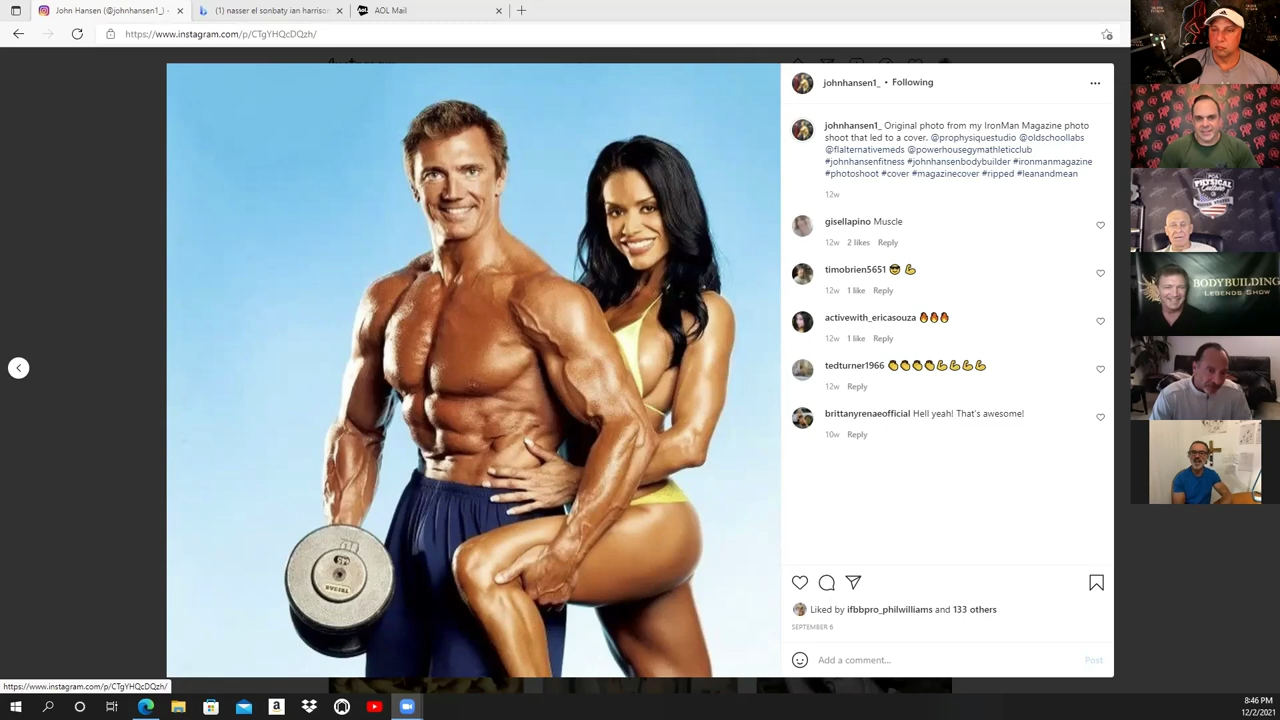 John Hansen (@johnhansen1_) •
(1) nasser el sonbaty ian harrison
AOL Mail
https://www.instagram.com/p/CTgYHQcDQzh/
johnhansen1_ • Following
johnhansen1_ Original photo from my IronMan Magazine photo
shoot that led to a cover. @prophysiquestudio @oldschoollabs
@flalternativemeds @powerhousegymathleticclub
#johnhansenfitness #johnhansenbodybuilder #ironmanmagazine
#photoshoot #cover #magazinecover #ripped #leanandmean
12w
gisellapino Muscle
12w 2 likes Reply
timobrien5651 😎 💪
12w 1 like Reply
activewith_ericasouza 🔥🔥🔥
12w 1 like Reply
tedturner1966 👏👏👏👏💪💪💪💪
12w Reply
brittanyrenaeofficial Hell yeah! That's awesome!
10w Reply
Liked by ifbbpro_philwilliams and 133 others
SEPTEMBER 6
Add a comment...
Post
PCA
PHYSICAL
CULTURE
BODYBUILDING
LEGENDS SHOW
https://www.instagram.com/p/CTgYHQcDQzh/
8:46 PM
12/2/2021